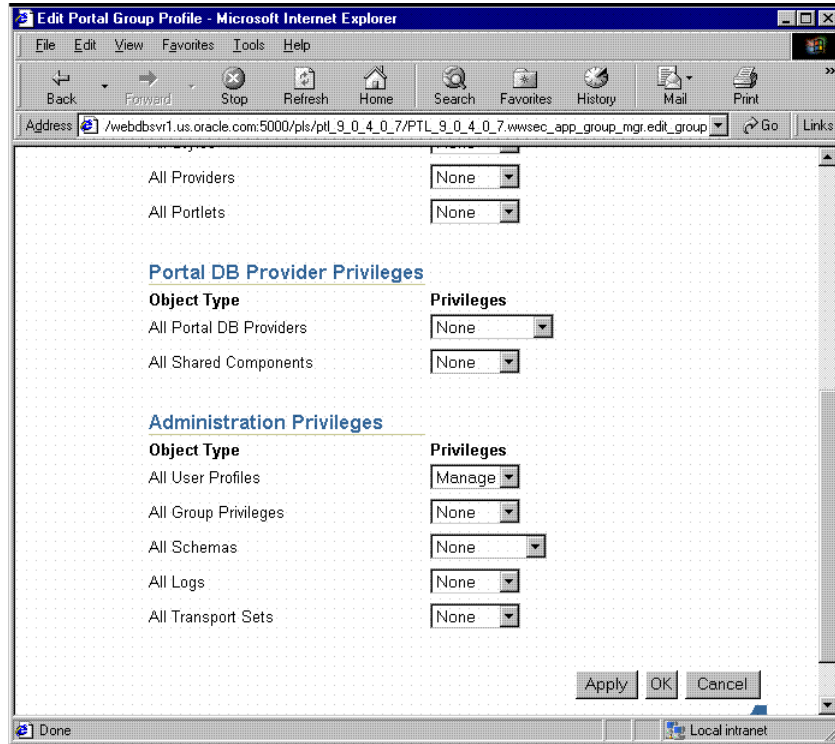 Edit Portal Group Profile - Microsoft Internet Explorer
File Edit View Favorites Tools Help
Back Forward Stop Refresh Home Search Favorites History Mail Print »
Address /webdbsvr1.us.oracle.com:5000/pls/ptl_9_0_4_0_7/PTL_9_0_4_0_7.wwsec_app_group_mgr.edit_group Go Links
All Providers None
All Portlets None
Portal DB Provider Privileges
Object Type Privileges
All Portal DB Providers None
All Shared Components None
Administration Privileges
Object Type Privileges
All User Profiles Manage
All Group Privileges None
All Schemas None
All Logs None
All Transport Sets None
Apply OK Cancel
Done Local intranet